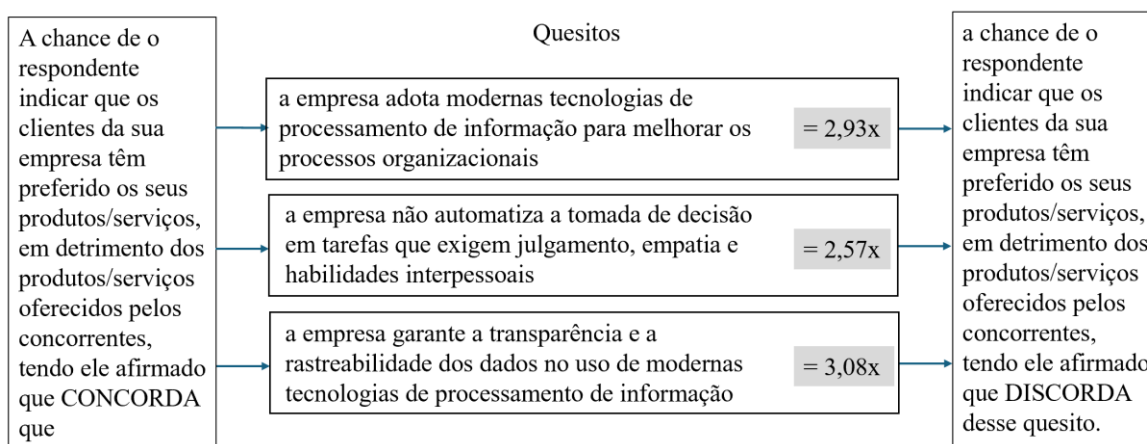 A chance de o
respondente
indicar que os
clientes da sua
empresa têm
preferido os seus
produtos/serviços,
em detrimento dos
produtos/serviços
oferecidos pelos
concorrentes,
tendo ele afirmado
que CONCORDA
que
Quesitos
a empresa adota modernas tecnologias de
processamento de informação para melhorar os
processos organizacionais
= 2,93x
a empresa não automatiza a tomada de decisão
em tarefas que exigem julgamento, empatia e
habilidades interpessoais
= 2,57x
a empresa garante a transparência e a
rastreabilidade dos dados no uso de modernas
tecnologias de processamento de informação
= 3,08x
a chance de o
respondente
indicar que os
clientes da sua
empresa têm
preferido os seus
produtos/serviços,
em detrimento dos
produtos/serviços
oferecidos pelos
concorrentes,
tendo ele afirmado
que DISCORDA
desse quesito.